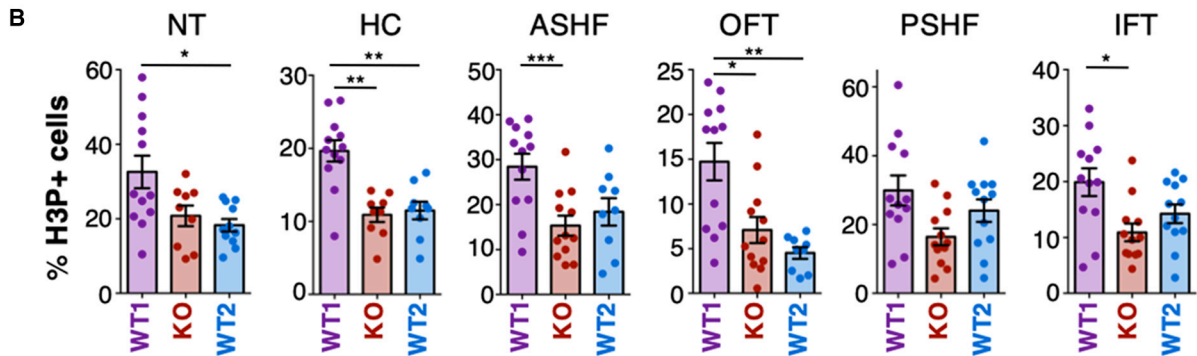 B
NT HC ASHF OFT PSHF IFT
% H3P+ cells
60 40 20 0
* 
30 20 10 0
** **
50 40 30 20 10 0
***
25 20 15 10 5 0
** *
60 40 20 0
40 30 20 10 0
*
WT1 KO WT2 WT1 KO WT2 WT1 KO WT2 WT1 KO WT2 WT1 KO WT2 WT1 KO WT2